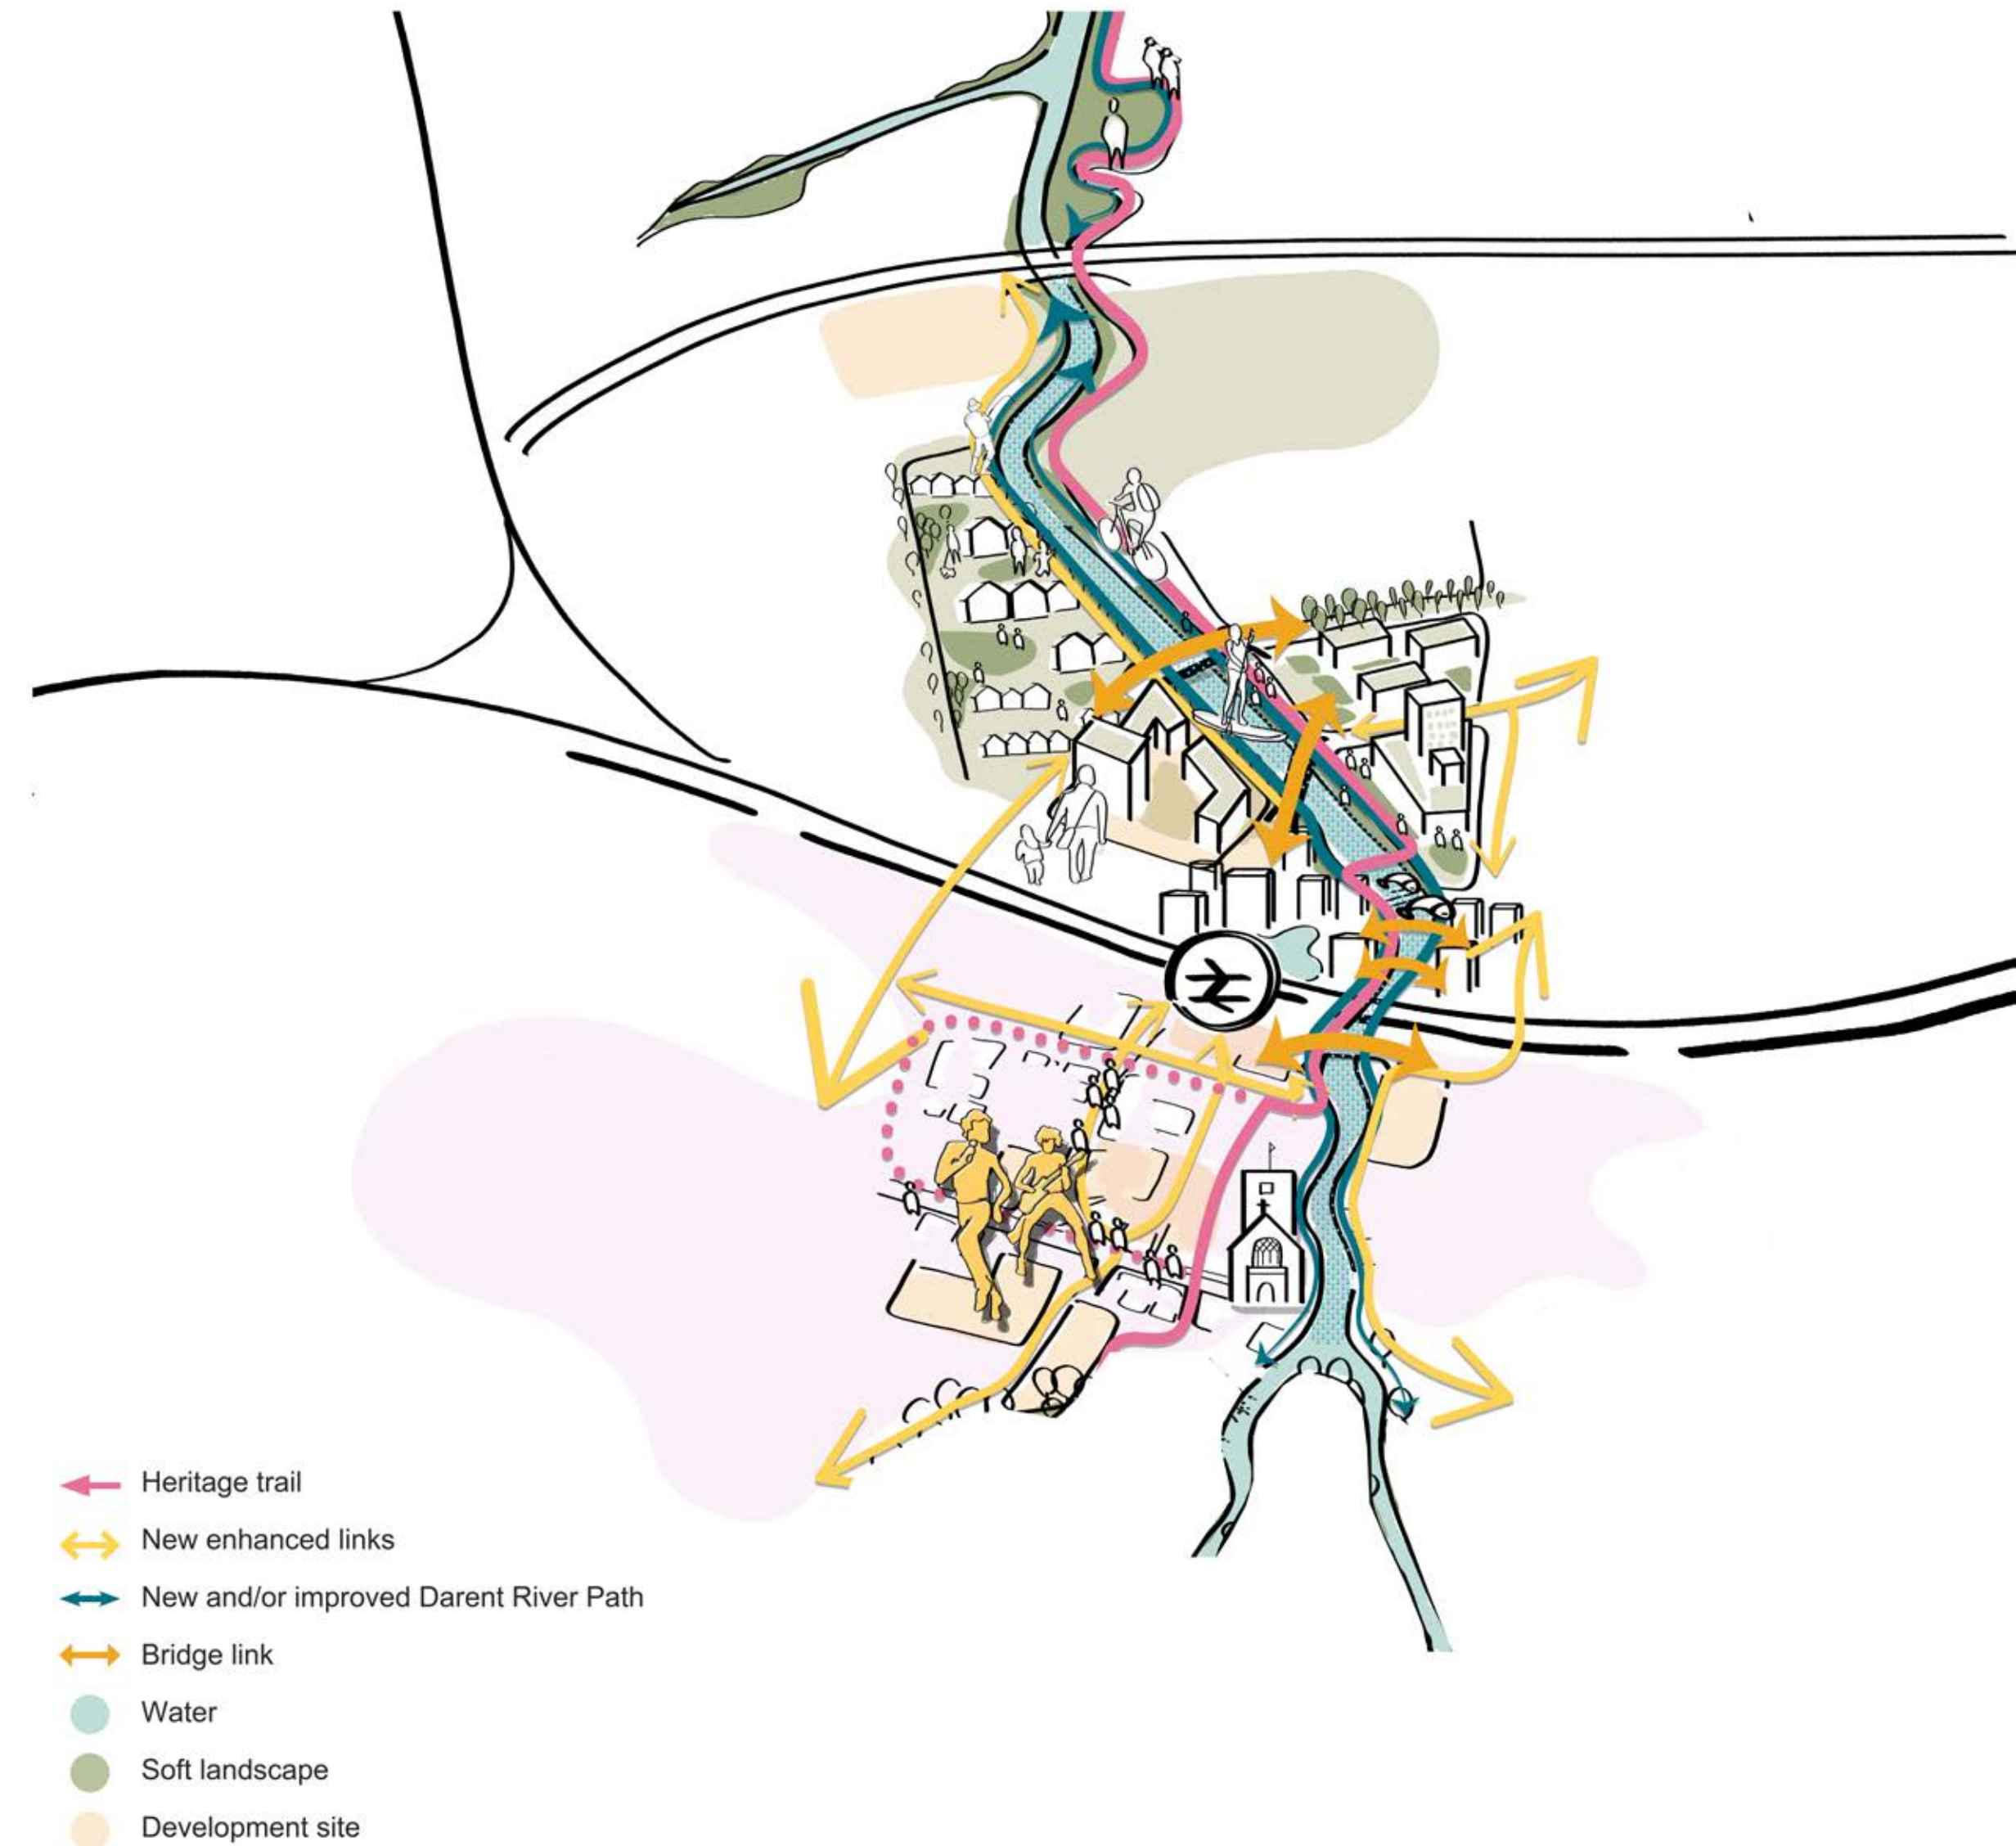 Heritage trail
New enhanced links
New and/or improved Darent River Path
Bridge link
Water
Soft landscape
Development site